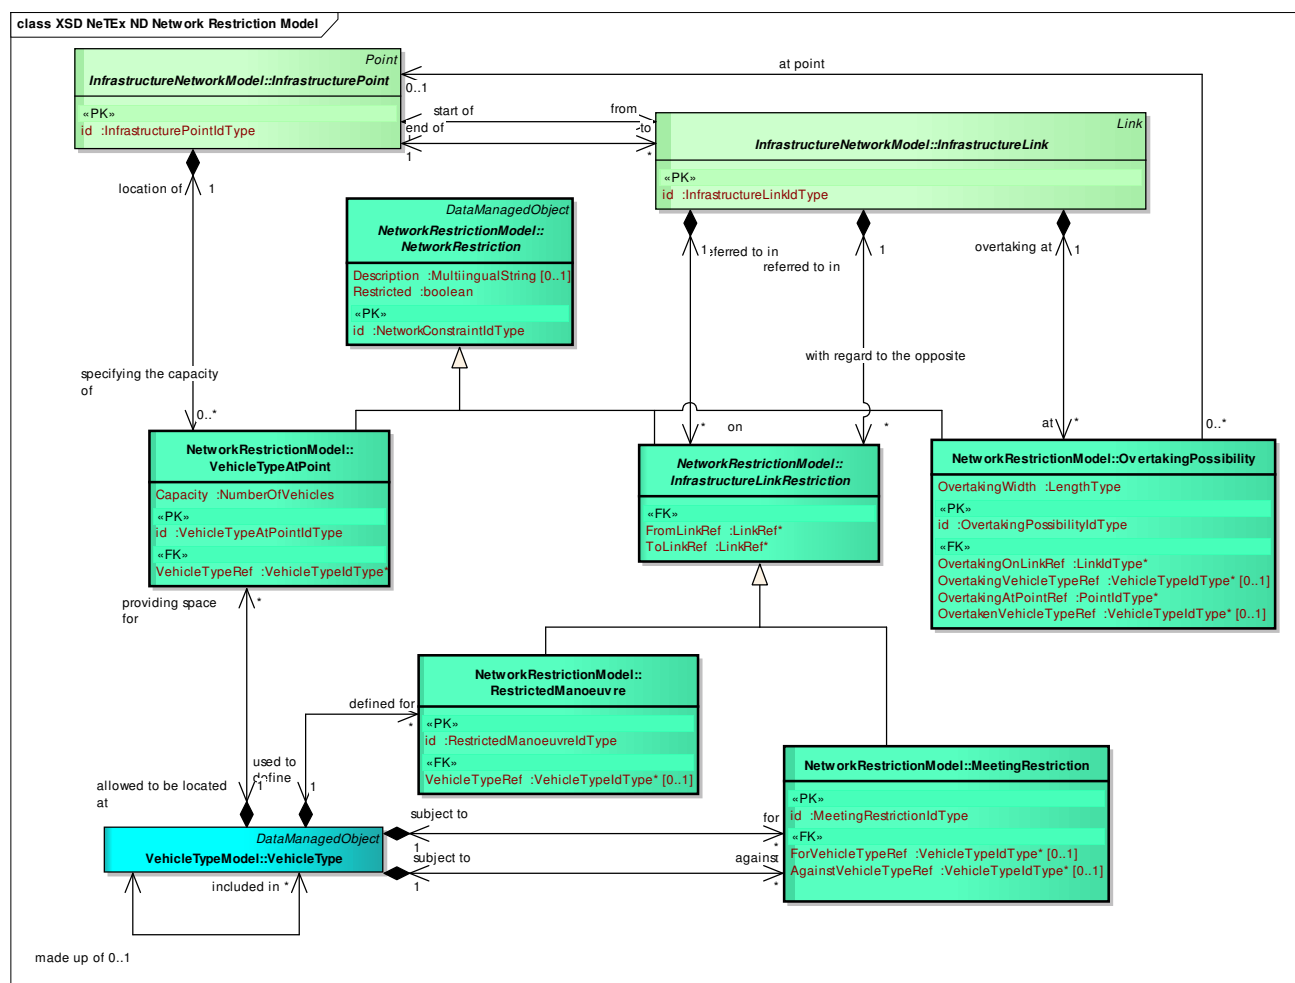 class XSD NeTEx ND Network Restriction Model
Point
InfrastructureNetworkModel::InfrastructurePoint
«PK»
id :InfrastructurePointIdType
at point
0..1
start of
from
end of
to
1
*
Link
InfrastructureNetworkModel::InfrastructureLink
«PK»
id :InfrastructureLinkIdType
location of
1
DataManagedObject
NetworkRestrictionModel::
NetworkRestriction
Description :MultiingualString [0..1]
Restricted :boolean
«PK»
id :NetworkConstraintIdType
1
eferred to in
referred to in
1
overtaking at
1
with regard to the opposite
specifying the capacity
of
0..*
* on
*
at *
0..*
NetworkRestrictionModel::
VehicleTypeAtPoint
Capacity :NumberOfVehicles
«PK»
id :VehicleTypeAtPointIdType
«FK»
VehicleTypeRef :VehicleTypeIdType*
NetworkRestrictionModel::
InfrastructureLinkRestriction
«FK»
FromLinkRef :LinkRef*
ToLinkRef :LinkRef*
NetworkRestrictionModel::OvertakingPossibility
OvertakingWidth :LengthType
«PK»
id :OvertakingPossibilityIdType
«FK»
OvertakingOnLinkRef :LinkIdType*
OvertakingVehicleTypeRef :VehicleTypeIdType* [0..1]
OvertakingAtPointRef :PointIdType*
OvertakenVehicleTypeRef :VehicleTypeIdType* [0..1]
providing space
for
*
NetworkRestrictionModel::
RestrictedManoeuvre
«PK»
id :RestrictedManoeuvreIdType
«FK»
VehicleTypeRef :VehicleTypeIdType* [0..1]
defined for
*
used to
define
1
1
allowed to be located
at
NetworkRestrictionModel::MeetingRestriction
«PK»
id :MeetingRestrictionIdType
«FK»
ForVehicleTypeRef :VehicleTypeIdType* [0..1]
AgainstVehicleTypeRef :VehicleTypeIdType* [0..1]
subject to
1
for
*
subject to
1
against
*
DataManagedObject
VehicleTypeModel::VehicleType
included in *
made up of 0..1